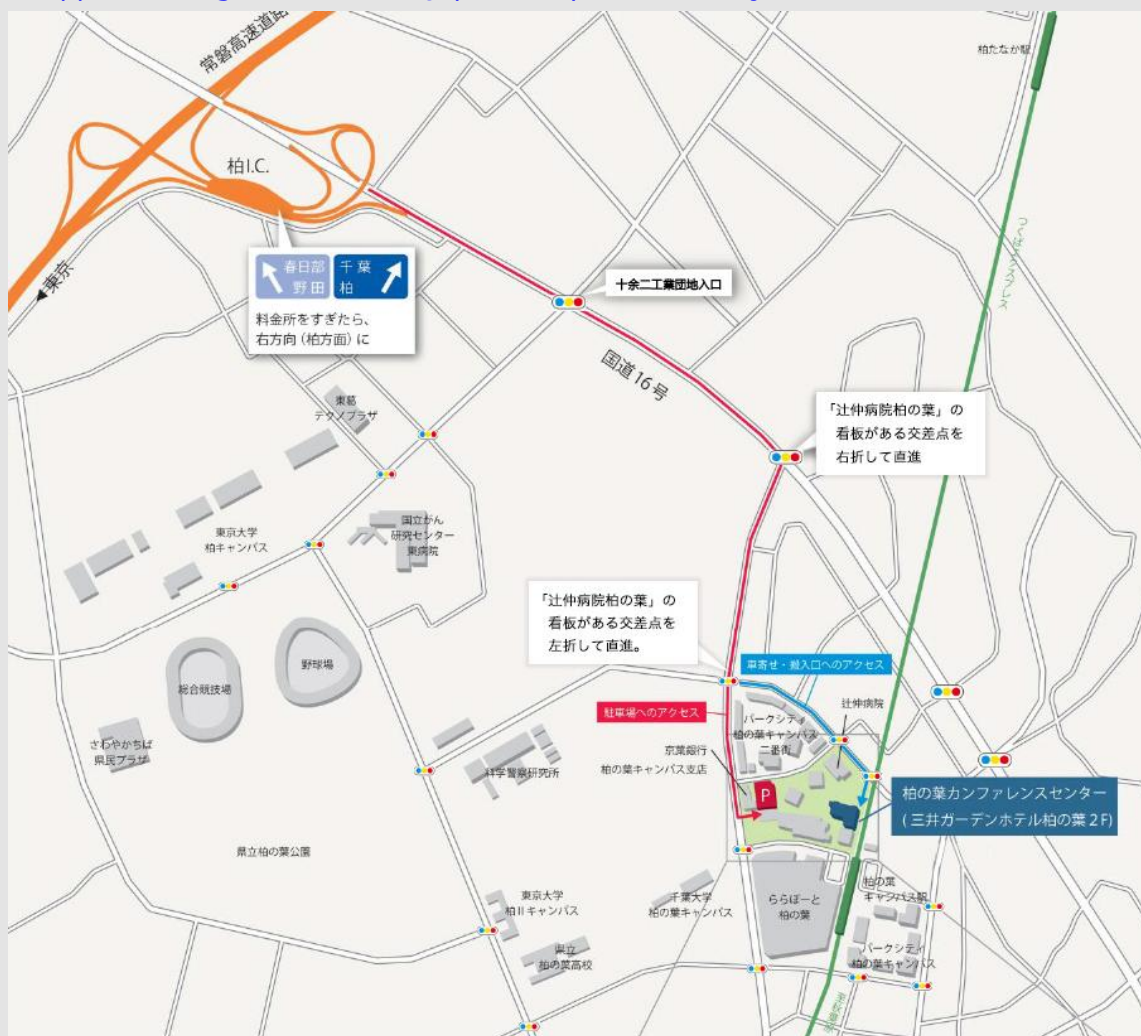 常磐高速道路
柏たなか駅
柏I.C.
春日部
野田
千葉
柏
料金所をすぎたら、
右方向（柏方面）に
東京
十余二工業団地入口
つくばエクスプレス
国道16号
東葛
テクノプラザ
「辻仲病院柏の葉」の
看板がある交差点を
右折して直進
国立がん
研究センター
東病院
東京大学
柏キャンパス
「辻仲病院柏の葉」の
看板がある交差点を
左折して直進。
野球場
総合競技場
車寄せ・搬入口へのアクセス
辻仲病院
駐車場へのアクセス
パークシティ
柏の葉キャンパス
二番街
さわやかちば
県民プラザ
京葉銀行
柏の葉キャンパス支店
科学警察研究所
P
柏の葉カンファレンスセンター
(三井ガーデンホテル柏の葉2F)
県立柏の葉公園
東京大学
柏IIキャンパス
千葉大学
柏の葉キャンパス
ららぽーと
柏の葉
柏の葉
キャンパス駅
県立
柏の葉高校
パークシティ
柏の葉キャンパス